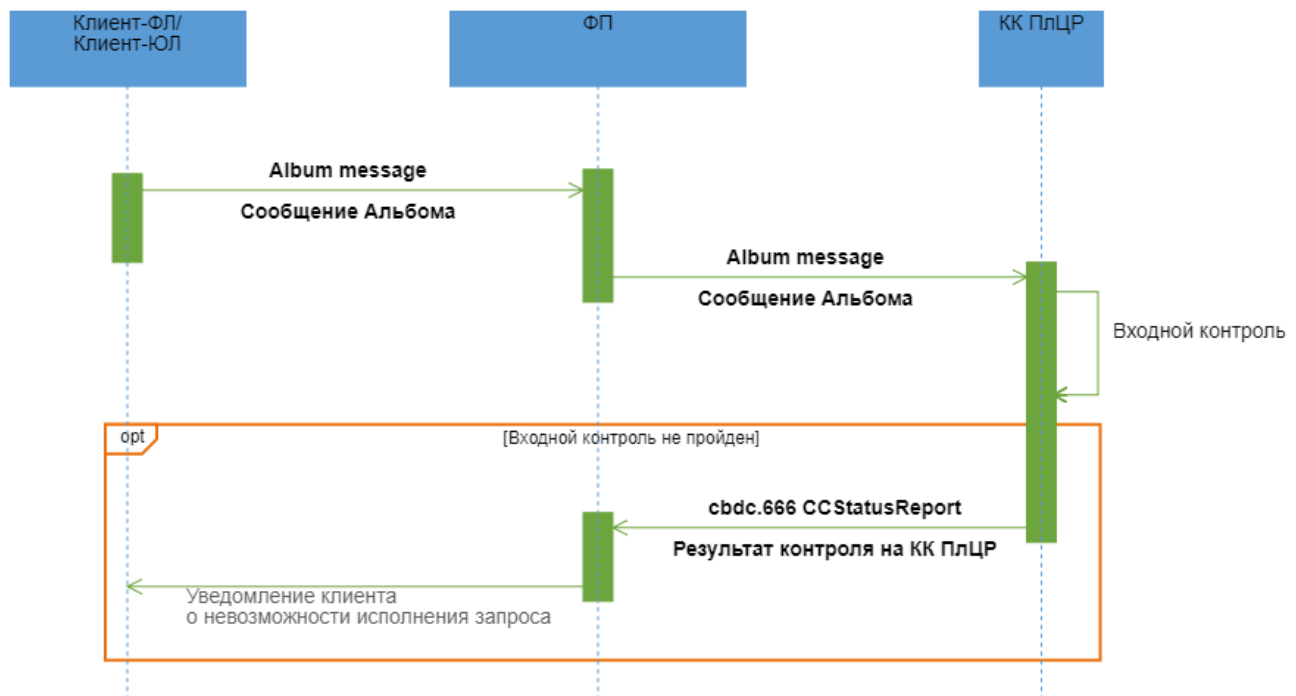 Клиент-ФЛ/
Клиент-ЮЛ
ФП
КК ПлЦР
Album message
Сообщение Альбома
Album message
Сообщение Альбома
Входной контроль
opt
[Входной контроль не пройден]
cbdc.666 CCStatusReport
Результат контроля на КК ПлЦР
Уведомление клиента
о невозможности исполнения запроса